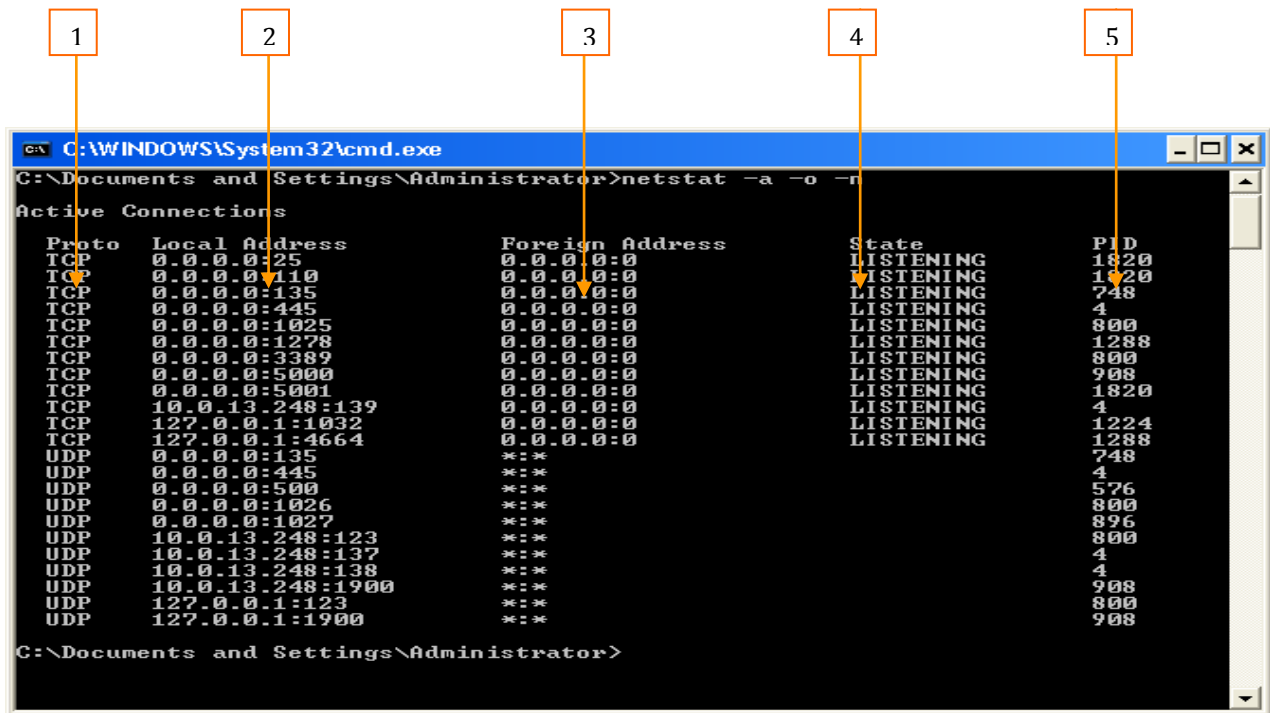 1 2 3 4 5
C:\WINDOWS\System32\cmd.exe
C:\Documents and Settings\Administrator>netstat -a -o -n
Active Connections
Proto Local Address Foreign Address State PID
TCP 0.0.0.0:25 0.0.0.0:0 LISTENING 1820
TCP 0.0.0.0:110 0.0.0.0:0 LISTENING 1820
TCP 0.0.0.0:135 0.0.0.0:0 LISTENING 748
TCP 0.0.0.0:445 0.0.0.0:0 LISTENING 4
TCP 0.0.0.0:1025 0.0.0.0:0 LISTENING 800
TCP 0.0.0.0:1278 0.0.0.0:0 LISTENING 1288
TCP 0.0.0.0:3389 0.0.0.0:0 LISTENING 800
TCP 0.0.0.0:5000 0.0.0.0:0 LISTENING 908
TCP 0.0.0.0:5001 0.0.0.0:0 LISTENING 1820
TCP 10.0.13.248:139 0.0.0.0:0 LISTENING 4
TCP 127.0.0.1:1032 0.0.0.0:0 LISTENING 1224
TCP 127.0.0.1:4664 0.0.0.0:0 LISTENING 1288
UDP 0.0.0.0:135 *:* 748
UDP 0.0.0.0:445 *:* 4
UDP 0.0.0.0:500 *:* 576
UDP 0.0.0.0:1026 *:* 800
UDP 0.0.0.0:1027 *:* 896
UDP 10.0.13.248:123 *:* 800
UDP 10.0.13.248:137 *:* 4
UDP 10.0.13.248:138 *:* 4
UDP 10.0.13.248:1900 *:* 908
UDP 127.0.0.1:123 *:* 800
UDP 127.0.0.1:1900 *:* 908
C:\Documents and Settings\Administrator>